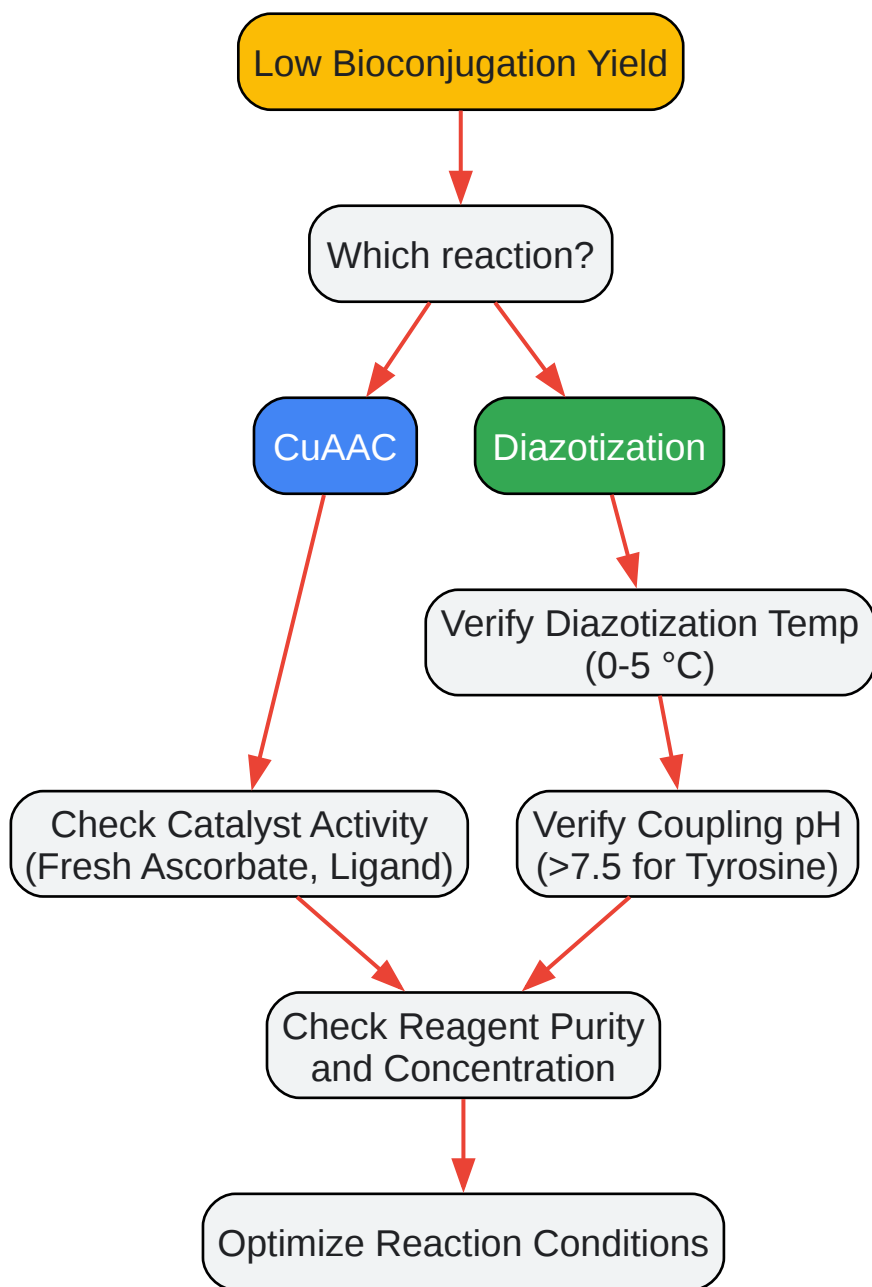 Low Bioconjugation Yield
Which reaction?
CuAAC
Diazotization
Verify Diazotization Temp
(0-5 °C)
Check Catalyst Activity
(Fresh Ascorbate, Ligand)
Verify Coupling pH
(>7.5 for Tyrosine)
Check Reagent Purity
and Concentration
Optimize Reaction Conditions